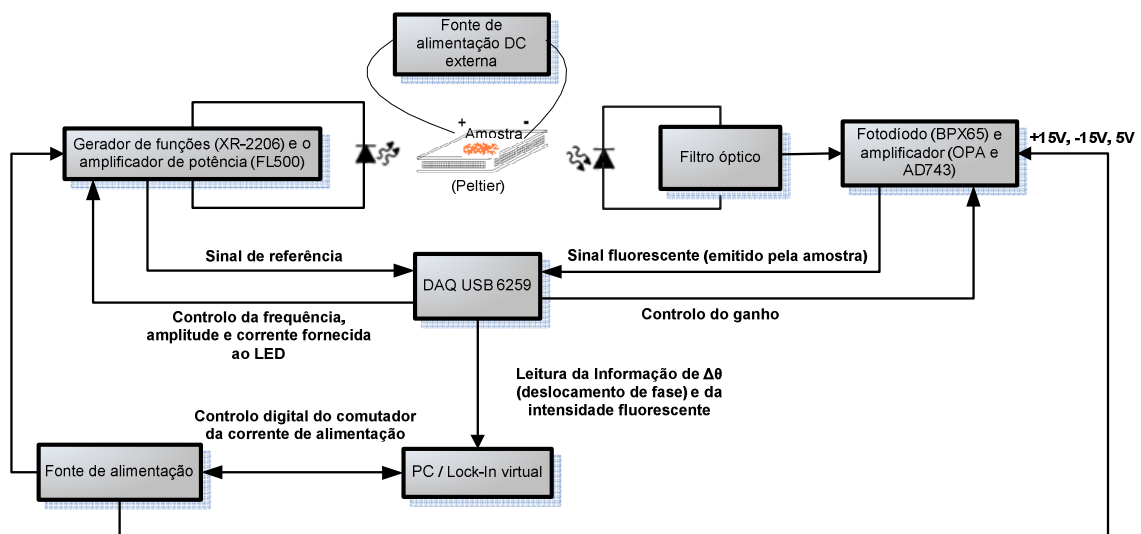 Fonte de
alimentação DC
externa
+
-
Amostra
(Peltier)
Gerador de funções (XR-2206) e o
amplificador de potência (FL500)
Filtro óptico
Fotodíodo (BPX65) e
amplificador (OPA e
AD743)
+15V, -15V, 5V
Sinal de referência
Sinal fluorescente (emitido pela amostra)
DAQ USB 6259
Controlo da frequência,
amplitude e corrente fornecida
ao LED
Controlo do ganho
Leitura da Informação de Δθ
(deslocamento de fase) e da
intensidade fluorescente
Controlo digital do comutador
da corrente de alimentação
Fonte de alimentação
PC / Lock-In virtual